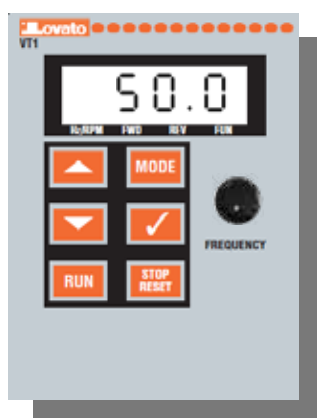 Lovato
VT1
50.0
Hz/RPM FWD REV FUN
MODE
FREQUENCY
RUN STOP
RESET